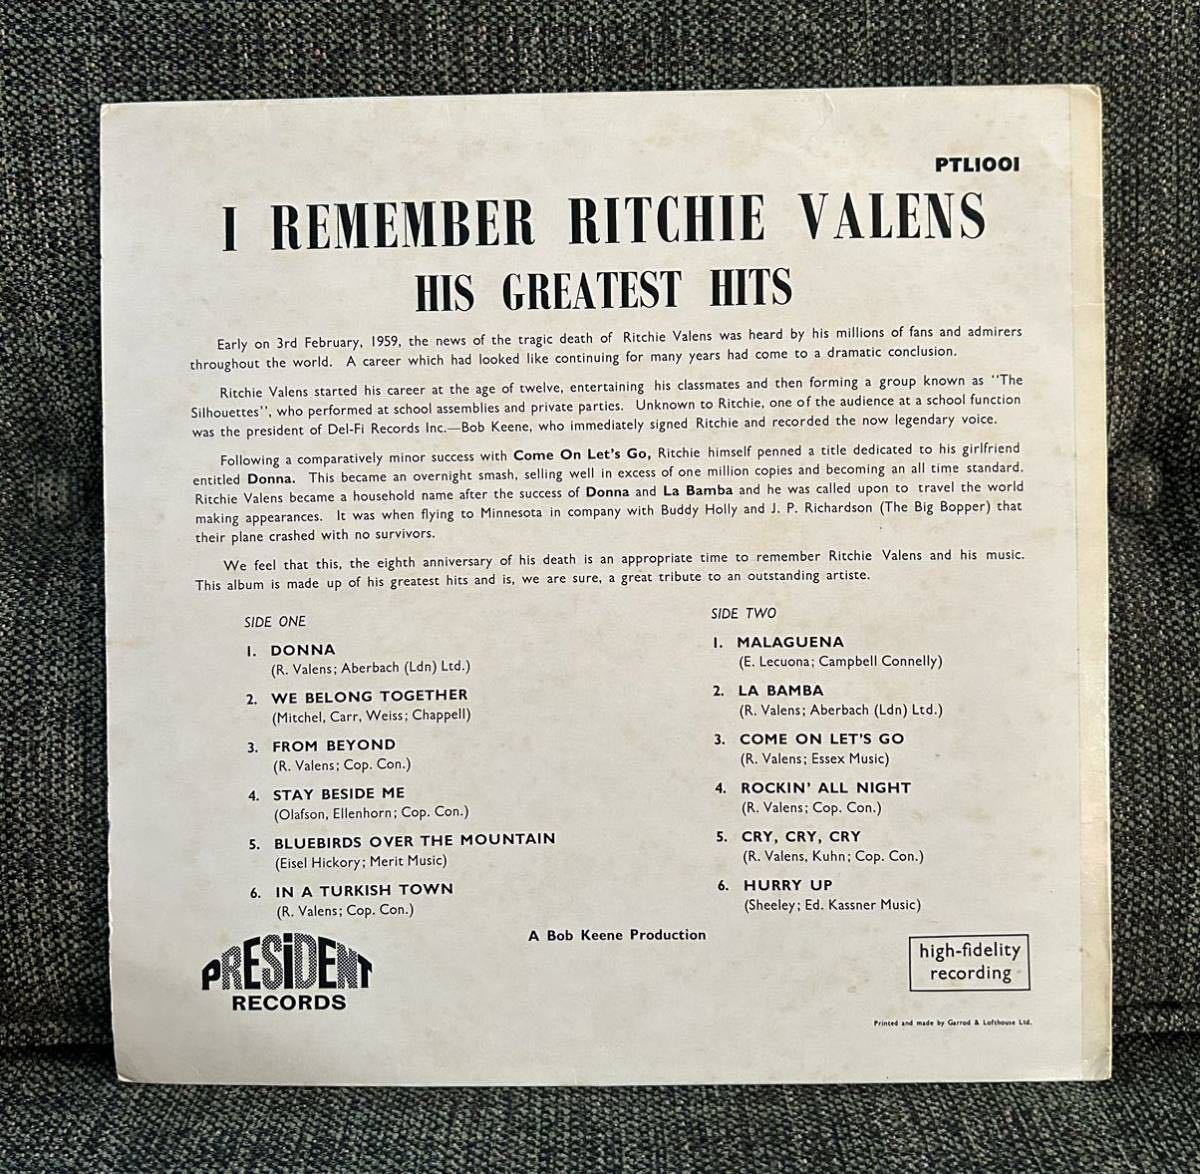 PTL1001
I REMEMBER RITCHIE VALENS
HIS GREATEST HITS
Early on 3rd February, 1959, the news of the tragic death of Ritchie Valens was heard by his millions of fans and admirers
throughout the world. A career which had looked like continuing for many years had come to a dramatic conclusion.
Ritchie Valens started his career at the age of twelve, entertaining his classmates and then forming a group known as "The
Silhouettes", who performed at school assemblies and private parties. Unknown to Ritchie, one of the audience at a school function
was the president of Del-Fi Records Inc.—Bob Keene, who immediately signed Ritchie and recorded the now legendary voice.
Following a comparatively minor success with Come On Let's Go, Ritchie himself penned a title dedicated to his girlfriend
entitled Donna. This became an overnight smash, selling well in excess of one million copies and becoming an all time standard.
Ritchie Valens became a household name after the success of Donna and La Bamba and he was called upon to travel the world
making appearances. It was when flying to Minnesota in company with Buddy Holly and J. P. Richardson (The Big Bopper) that
their plane crashed with no survivors.
We feel that this, the eighth anniversary of his death is an appropriate time to remember Ritchie Valens and his music.
This album is made up of his greatest hits and is, we are sure, a great tribute to an outstanding artiste.
SIDE ONE
1. DONNA
(R. Valens; Aberbach (Ldn) Ltd.)
2. WE BELONG TOGETHER
(Mitchel, Carr, Weiss; Chappell)
3. FROM BEYOND
(R. Valens; Cop. Con.)
4. STAY BESIDE ME
(Olafson, Ellenhorn; Cop. Con.)
5. BLUEBIRDS OVER THE MOUNTAIN
(Eisel Hickory; Merit Music)
6. IN A TURKISH TOWN
(R. Valens; Cop. Con.)
SIDE TWO
1. MALAGUENA
(E. Lecuona; Campbell Connelly)
2. LA BAMBA
(R. Valens; Aberbach (Ldn) Ltd.)
3. COME ON LET'S GO
(R. Valens; Essex Music)
4. ROCKIN' ALL NIGHT
(R. Valens; Cop. Con.)
5. CRY, CRY, CRY
(R. Valens, Kuhn; Cop. Con.)
6. HURRY UP
(Sheeley; Ed. Kassner Music)
A Bob Keene Production
PRESiDENT
RECORDS
high-fidelity
recording
Printed and made by Garrod & Lofthouse Ltd.